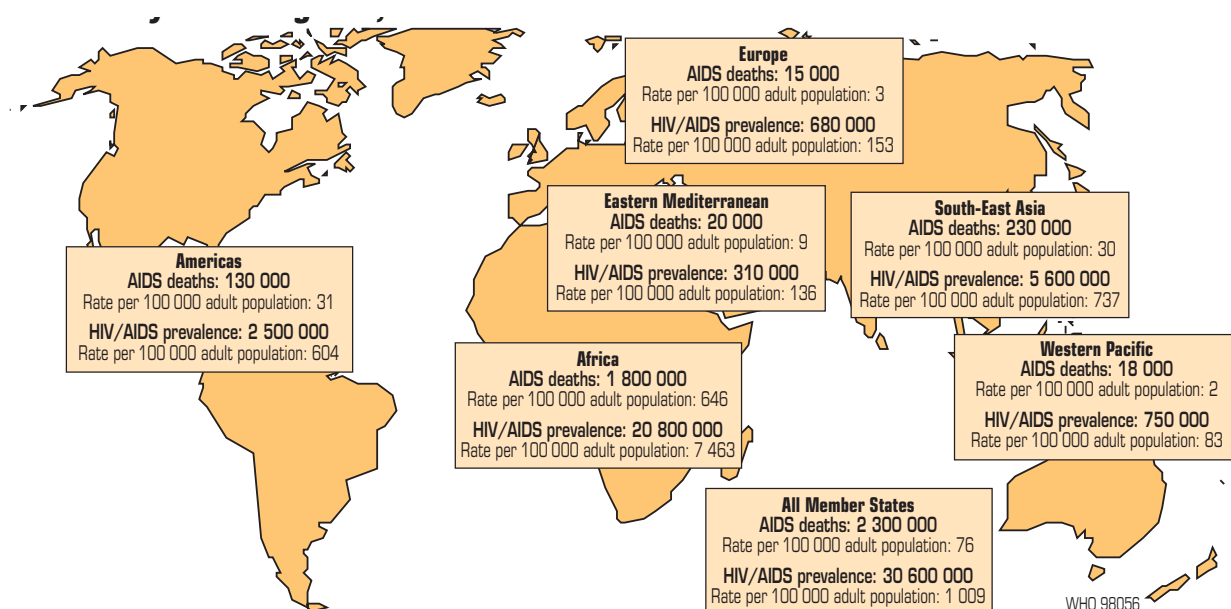 Europe
AIDS deaths: 15 000
Rate per 100 000 adult population: 3
HIV/AIDS prevalence: 680 000
Rate per 100 000 adult population: 153
Eastern Mediterranean
AIDS deaths: 20 000
Rate per 100 000 adult population: 9
HIV/AIDS prevalence: 310 000
Rate per 100 000 adult population: 136
South-East Asia
AIDS deaths: 230 000
Rate per 100 000 adult population: 30
HIV/AIDS prevalence: 5 600 000
Rate per 100 000 adult population: 737
Americas
AIDS deaths: 130 000
Rate per 100 000 adult population: 31
HIV/AIDS prevalence: 2 500 000
Rate per 100 000 adult population: 604
Africa
AIDS deaths: 1 800 000
Rate per 100 000 adult population: 646
HIV/AIDS prevalence: 20 800 000
Rate per 100 000 adult population: 7 463
Western Pacific
AIDS deaths: 18 000
Rate per 100 000 adult population: 2
HIV/AIDS prevalence: 750 000
Rate per 100 000 adult population: 83
All Member States
AIDS deaths: 2 300 000
Rate per 100 000 adult population: 76
HIV/AIDS prevalence: 30 600 000
Rate per 100 000 adult population: 1 009
WHO 98056